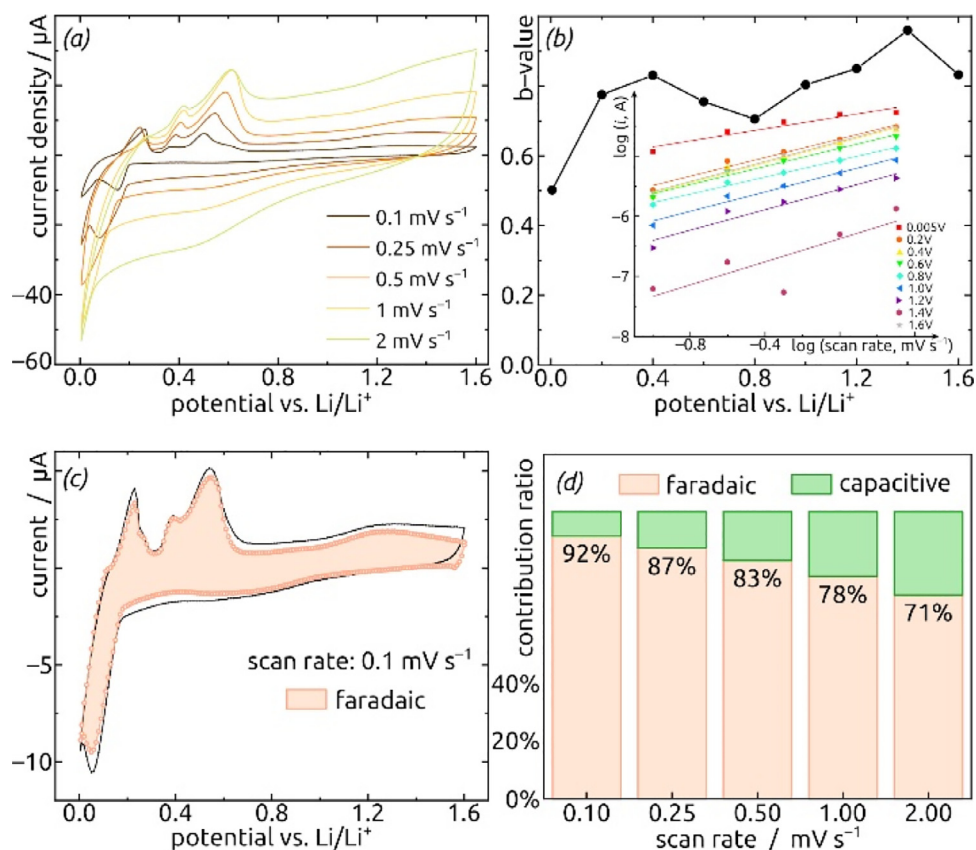 (a)
current density / μA
−40
−60
0.0 0.4 0.8 1.2 1.6
potential vs. Li/Li⁺
0.1 mV s⁻¹
0.25 mV s⁻¹
0.5 mV s⁻¹
1 mV s⁻¹
2 mV s⁻¹
(b)
b–value
0.8
0.6
0.4
0.2
0.0
0.0 0.4 0.8 1.2 1.6
potential vs. Li/Li⁺
log (i, A)
−6
−7
−8
−0.8 −0.4
log (scan rate, mV s⁻¹)
0.005V
0.2V
0.4V
0.6V
0.8V
1.0V
1.2V
1.4V
1.6V
(c)
current / μA
−5
−10
0.0 0.4 0.8 1.2 1.6
potential vs. Li/Li⁺
scan rate: 0.1 mV s⁻¹
faradaic
(d)
faradaic
capacitive
contribution ratio
92%
87%
83%
78%
71%
40%
20%
0%
0.10 0.25 0.50 1.00 2.00
scan rate / mV s⁻¹